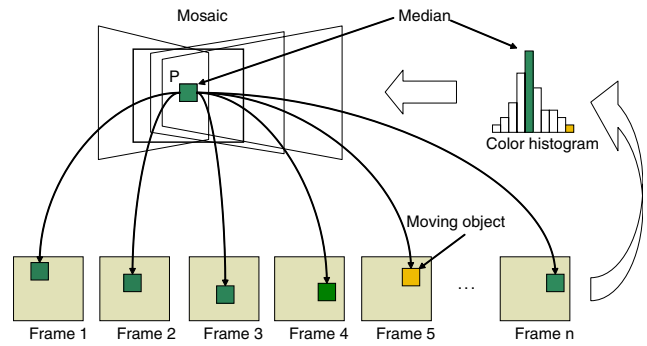 Mosaic
Median
P
Color histogram
Moving object
...
Frame 1
Frame 2
Frame 3
Frame 4
Frame 5
Frame n